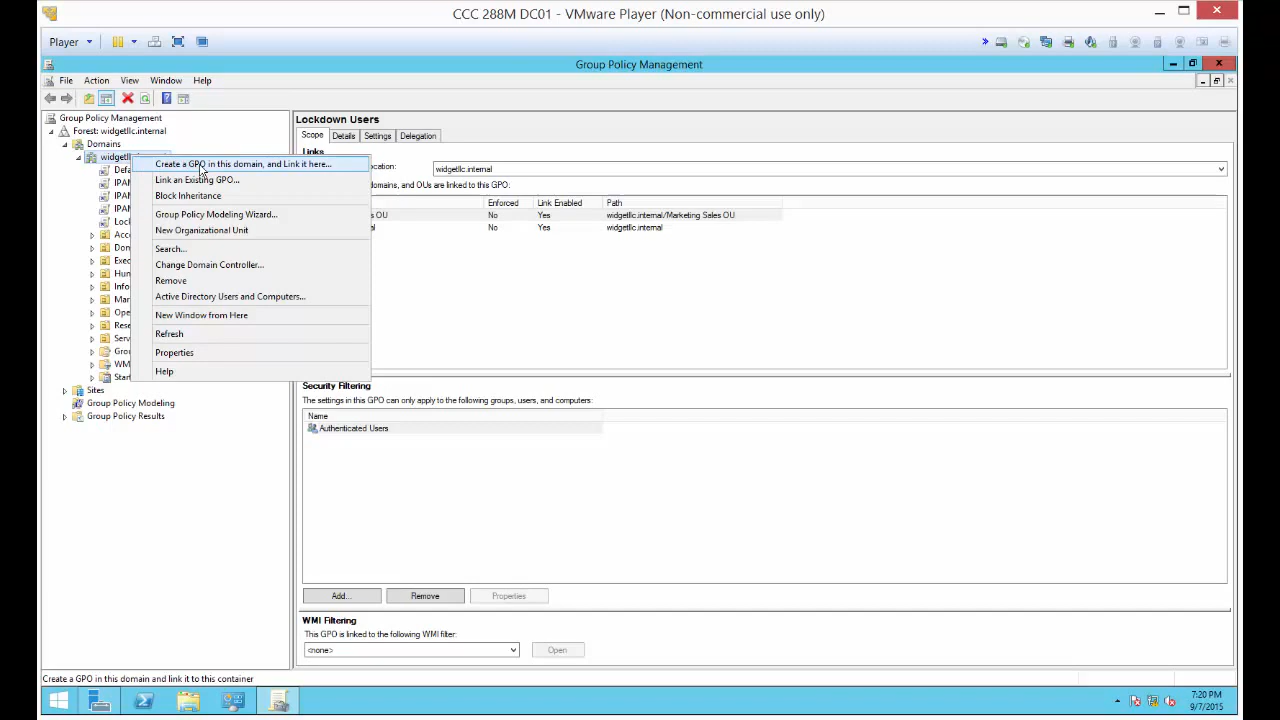 CCC 288M DC01 - VMware Player (Non-commercial use only)
Player
Group Policy Management
File Action View Window Help
Group Policy Management
Forest: widgetllc.internal
Domains
Create a GPO in this domain, and Link it here...
Link an Existing GPO...
Block Inheritance
Group Policy Modeling Wizard...
New Organizational Unit
Search...
Change Domain Controller...
Remove
Active Directory Users and Computers...
New Window from Here
Refresh
Properties
Help
Sites
Group Policy Modeling
Group Policy Results
Lockdown Users
Scope Details Settings Delegation
Links
widgetllc.internal
domains, and OUs are linked to this GPO:
Enforced Link Enabled Path
OU No Yes widgetllc.internal/Marketing Sales OU
No Yes widgetllc.internal
Security Filtering
The settings in this GPO can only apply to the following groups, users, and computers:
Name
Authenticated Users
Add... Remove Properties
WMI Filtering
This GPO is linked to the following WMI filter:
<none> Open
Create a GPO in this domain and link it to this container
7:20 PM
9/7/2015